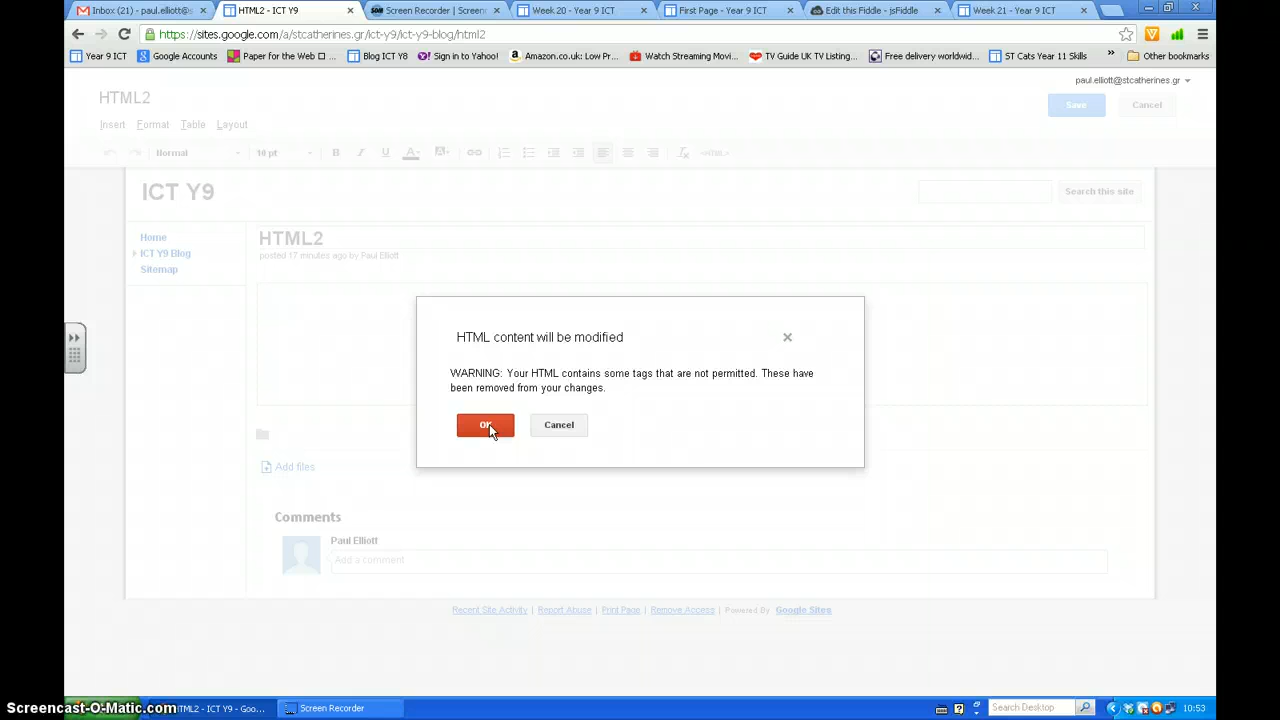 Inbox (21) - paul.elliott@s
HTML2 - ICT Y9
Screen Recorder | Screen
Week 20 - Year 9 ICT
First Page - Year 9 ICT
Edit this Fiddle - jsFiddle
Week 21 - Year 9 ICT
https://sites.google.com/a/stcatherines.gr/ict-y9/ict-y9-blog/html2
Year 9 ICT
Google Accounts
Paper for the Web
Blog ICT Y8
Sign in to Yahoo!
Amazon.co.uk: Low Pr...
Watch Streaming Movi...
TV Guide UK TV Listing...
Free delivery worldwid...
ST Cats Year 11 Skills
»
Other bookmarks
paul.elliott@stcatherines.gr
HTML2
Save
Cancel
Insert Format Table Layout
Normal
10 pt
B I U A A
<HTML>
ICT Y9
Search this site
Home
ICT Y9 Blog
Sitemap
HTML2
posted 17 minutes ago by Paul Elliott
HTML content will be modified
WARNING: Your HTML contains some tags that are not permitted. These have
been removed from your changes.
OK
Cancel
Add files
Comments
Paul Elliott
Add a comment
Recent Site Activity | Report Abuse | Print Page | Remove Access | Powered By Google Sites
Screencast-O-Matic.com
HTML2 - ICT Y9 - Goo...
Screen Recorder
Search Desktop
10:53